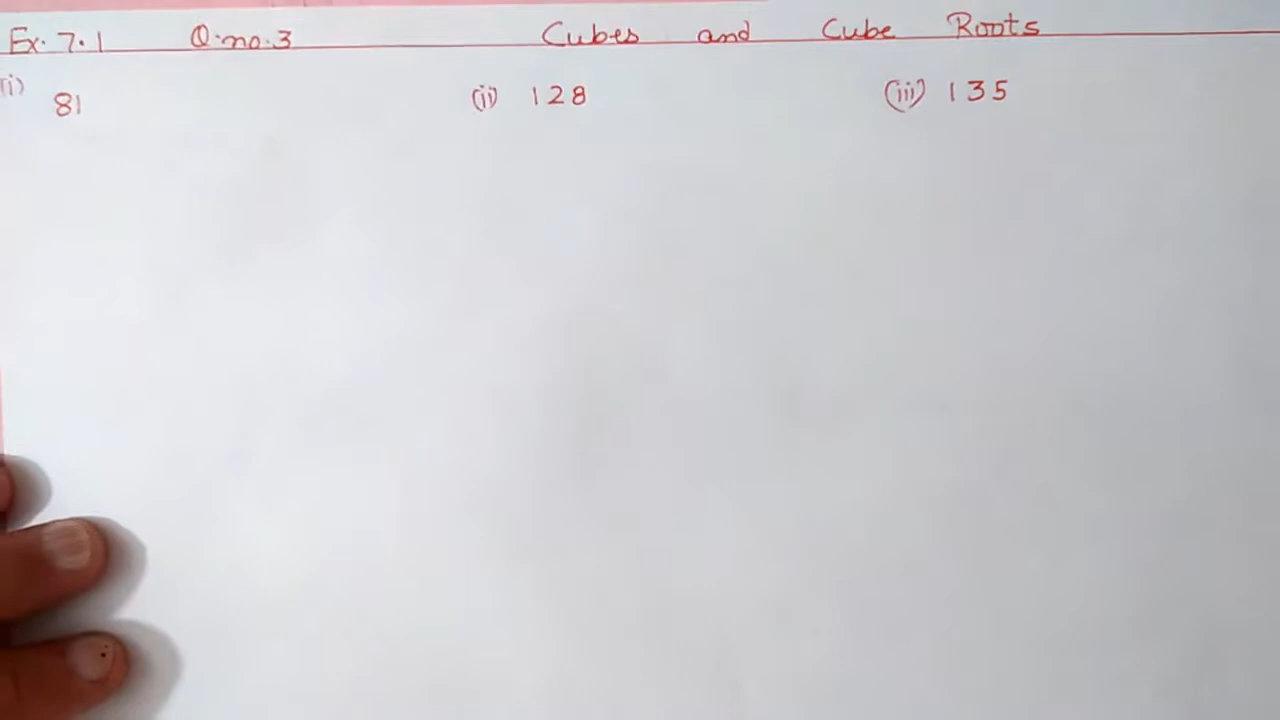 Ex. 7.1 Q.no.3 Cubes and Cube Roots
(i) 81 (ii) 128 (iii) 135